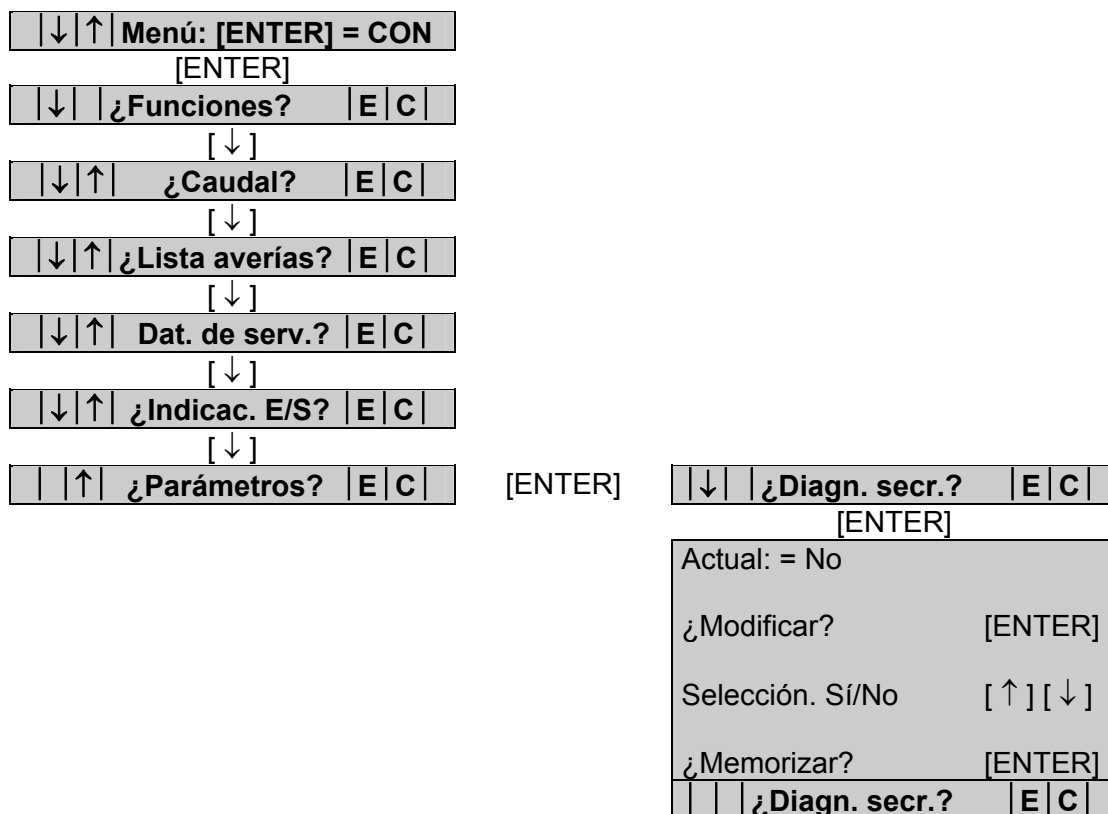 |↓|↑|Menú: [ENTER] = CON
[ENTER]
|↓| |¿Funciones? |E|C|
[ ↓ ]
|↓|↑| ¿Caudal? |E|C|
[ ↓ ]
|↓|↑|¿Lista averías? |E|C|
[ ↓ ]
|↓|↑| Dat. de serv.? |E|C|
[ ↓ ]
|↓|↑| ¿Indicac. E/S? |E|C|
[ ↓ ]
| |↑| ¿Parámetros? |E|C| [ENTER] |↓| |¿Diagn. secr.? |E|C|
[ENTER]
Actual: = No
¿Modificar? [ENTER]
Selección. Sí/No [ ↑ ] [ ↓ ]
¿Memorizar? [ENTER]
| | |¿Diagn. secr.? |E|C|